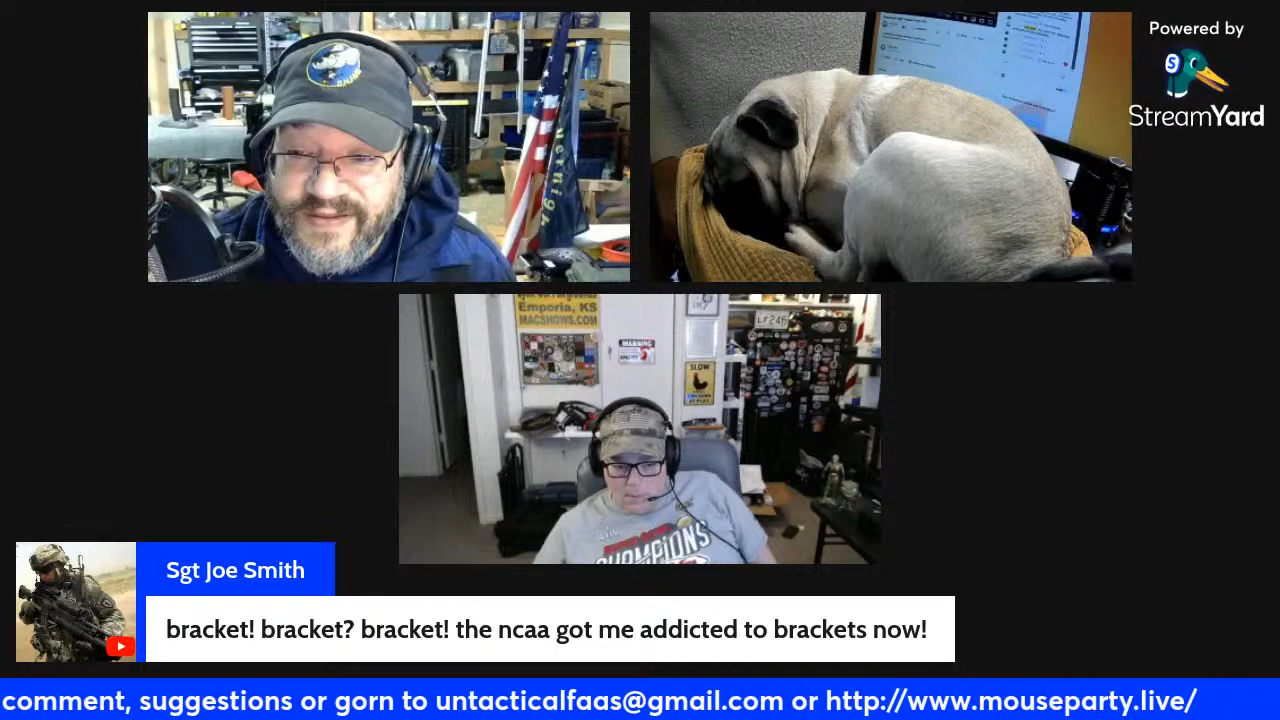 Powered by
StreamYard
Emporia, KS
MACSHOWS.COM
WARNING
SLOW
CHAMPIONS
Sgt Joe Smith
bracket! bracket? bracket! the ncaa got me addicted to brackets now!
comment, suggestions or gorn to untacticalfaas@gmail.com or http://www.mouseparty.live/